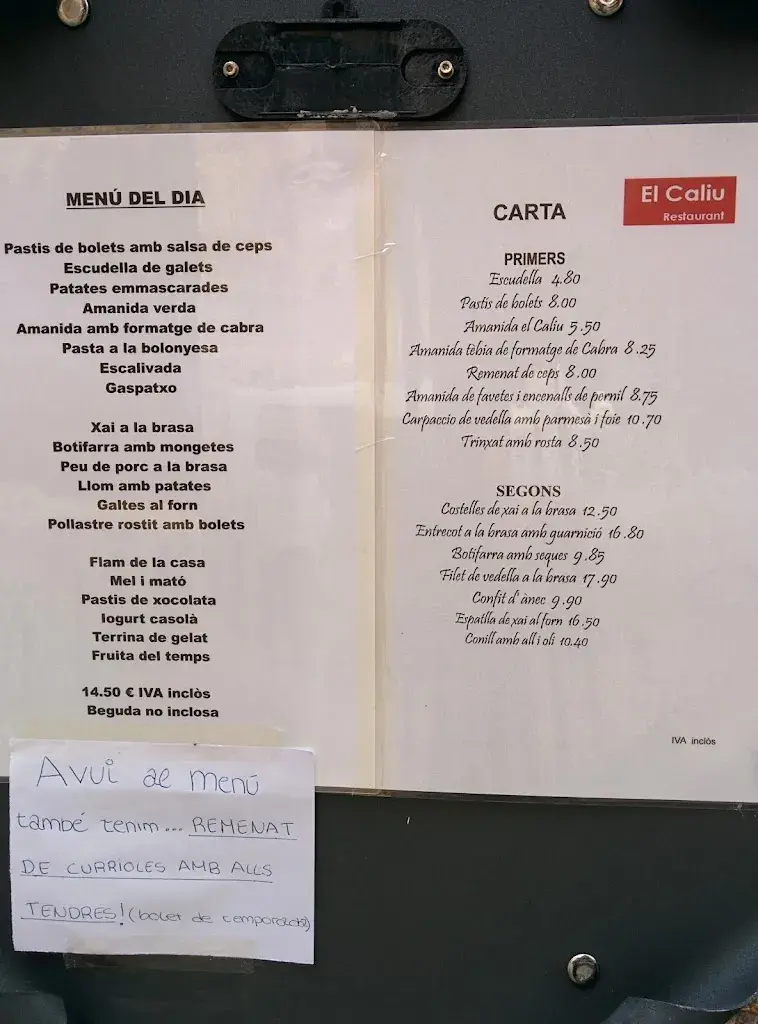 MENÚ DEL DIA
Pastis de bolets amb salsa de ceps
Escudella de galets
Patates emmascarades
Amanida verda
Amanida amb formatge de cabra
Pasta a la bolonyesa
Escalivada
Gaspatxo
Xai a la brasa
Botifarra amb mongetes
Peu de porc a la brasa
Llom amb patates
Galtes al forn
Pollastre rostit amb bolets
Flam de la casa
Mel i mató
Pastis de xocolata
Iogurt casolà
Terrina de gelat
Fruita del temps
14.50 € IVA inclòs
Beguda no inclosa
Avui al menú
també tenim... REMENAT
DE CURRIOLES AMB ALLS
TENDRES! (bolet de temporada)
El Caliu
Restaurant
CARTA
PRIMERS
Escudella 4.80
Pastís de bolets 8.00
Amanida el Caliu 5.50
Amanida tèbia de formatge de Cabra 8.25
Remenat de ceps 8.00
Amanida de favetes i encenalls de pernil 8.75
Carpaccio de vedella amb parmesà i foie 10.70
Trinxat amb rosta 8.50
SEGONS
Costelles de xai a la brasa 12.50
Entrecot a la brasa amb guarnició 16.80
Botifarra amb seques 9.85
Filet de vedella a la brasa 17.90
Confit d' ànec 9.90
Espatlla de xai al forn 16.50
Conill amb all i oli 10.40
IVA inclòs